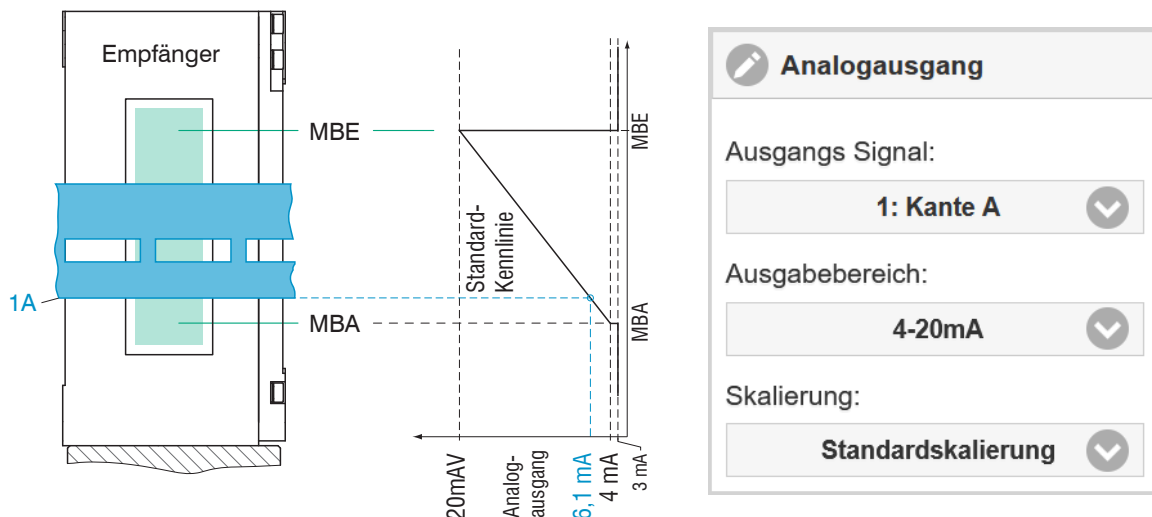 Empfänger
MBE
1A
MBA
Standard-
Kennlinie
MBE
MBA
20mAV
Analog-
ausgang
6,1 mA
4 mA
3 mA
Analogausgang
Ausgangs Signal:
1: Kante A
Ausgabebereich:
4-20mA
Skalierung:
Standardskalierung